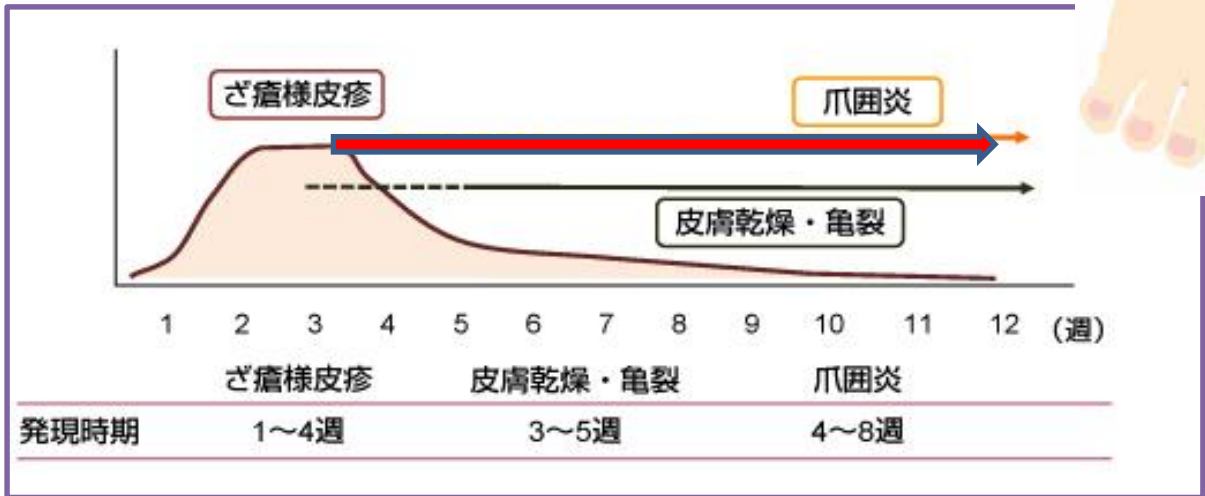 ざ瘡様皮疹
爪囲炎
皮膚乾燥・亀裂
1 2 3 4 5 6 7 8 9 10 11 12 (週)
ざ瘡様皮疹 皮膚乾燥・亀裂 爪囲炎
発現時期 1〜4週 3〜5週 4〜8週